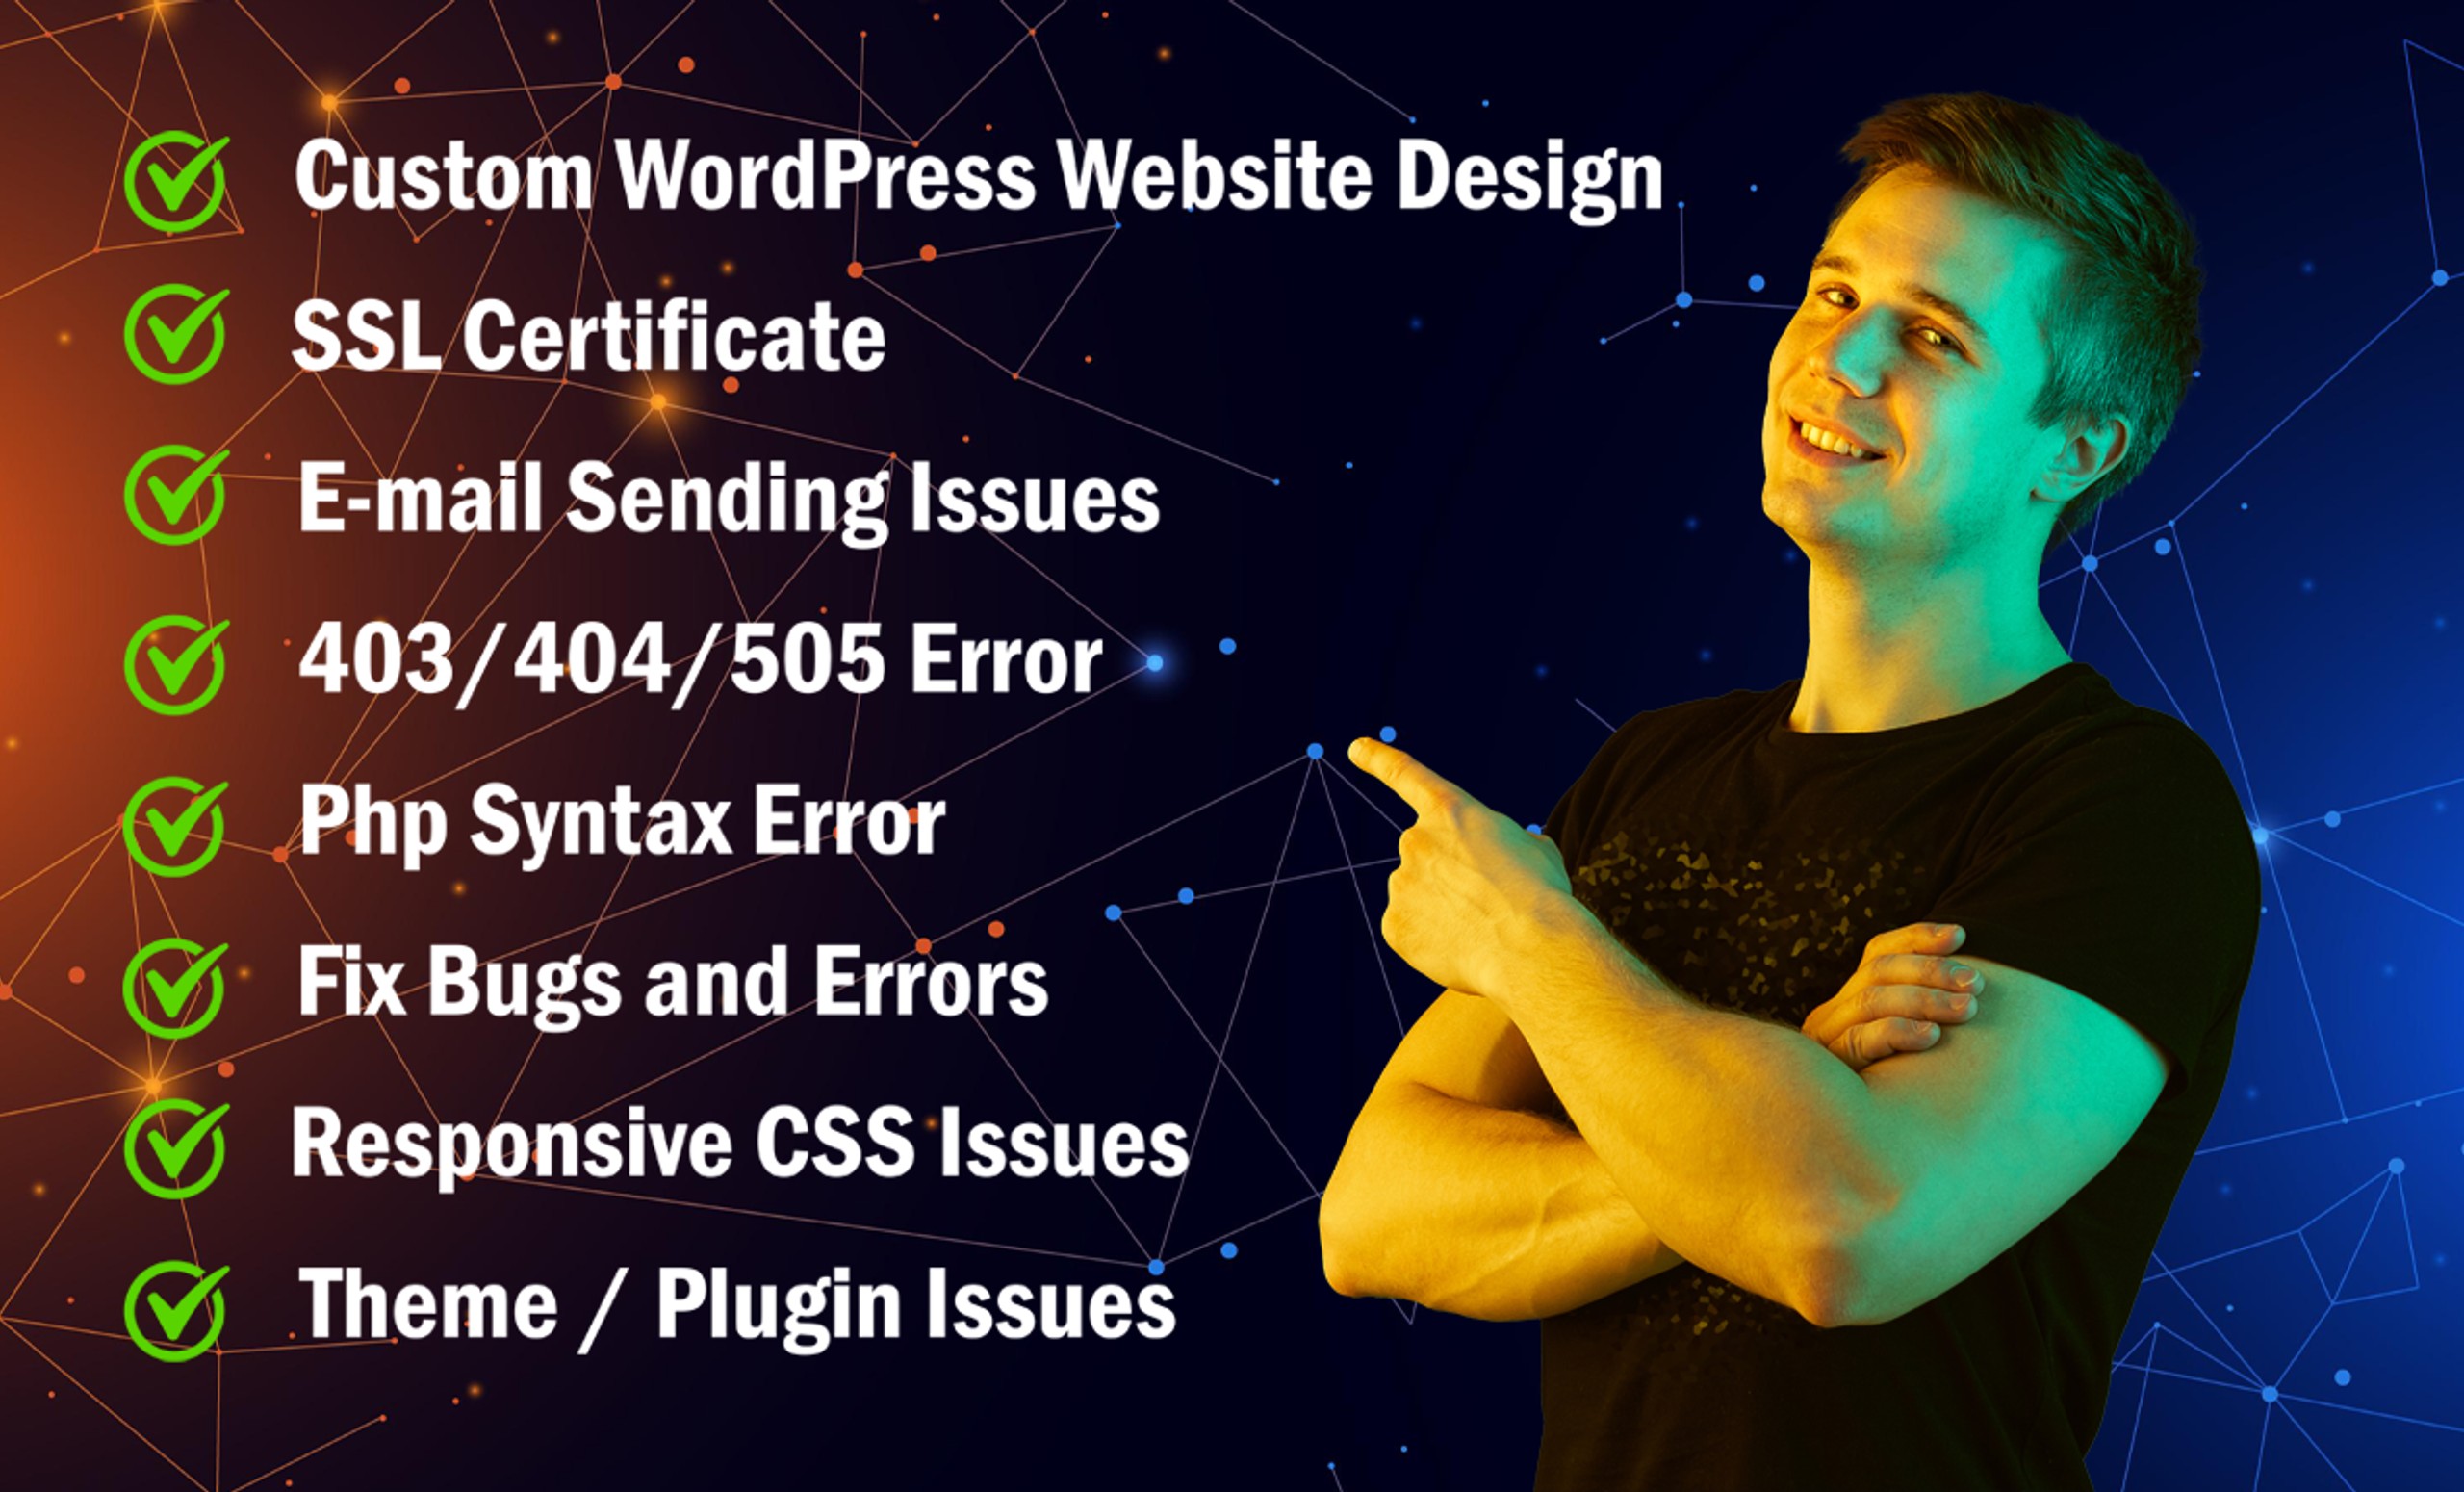 Custom WordPress Website Design
SSL Certificate
E-mail Sending Issues
403/404/505 Error
Php Syntax Error
Fix Bugs and Errors
Responsive CSS Issues
Theme / Plugin Issues